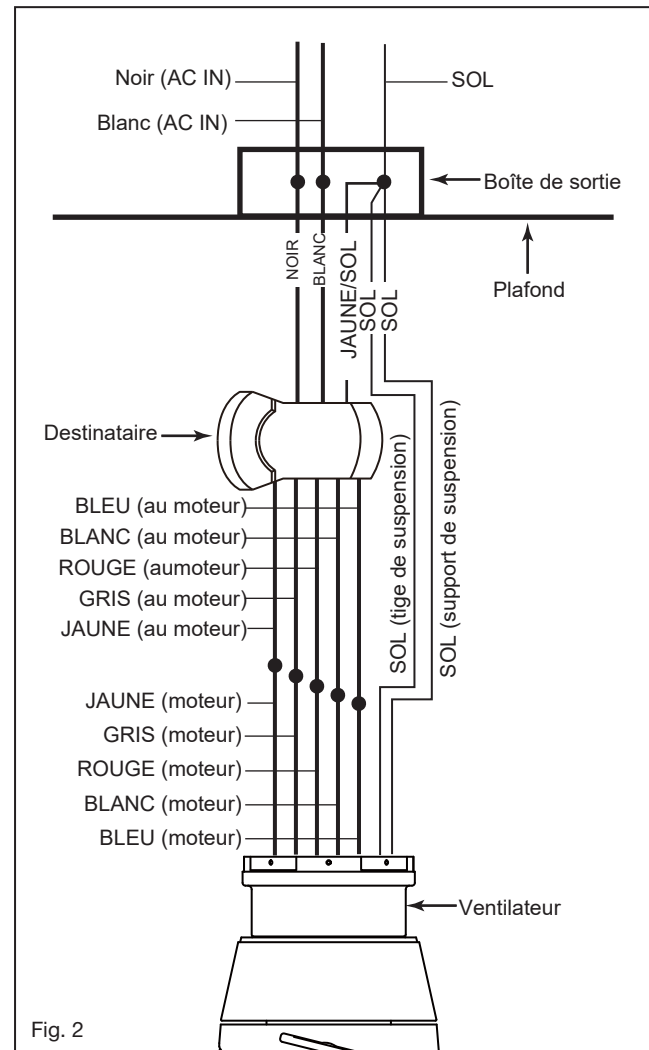 Noir (AC IN)
SOL
Blanc (AC IN)
Boîte de sortie
NOIR
BLANC
JAUNE/SOL
SOL
SOL
Plafond
Destinataire
BLEU (au moteur)
BLANC (au moteur)
ROUGE (aumoteur)
GRIS (au moteur)
JAUNE (au moteur)
SOL (tige de suspension)
SOL (support de suspension)
JAUNE (moteur)
GRIS (moteur)
ROUGE (moteur)
BLANC (moteur)
BLEU (moteur)
Ventilateur
Fig. 2